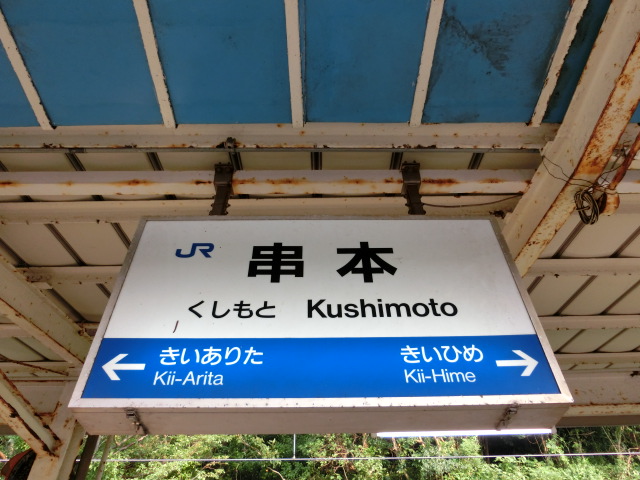 JR 串本
くしもと Kushimoto
← きいありた きいひめ →
Kii-Arita Kii-Hime